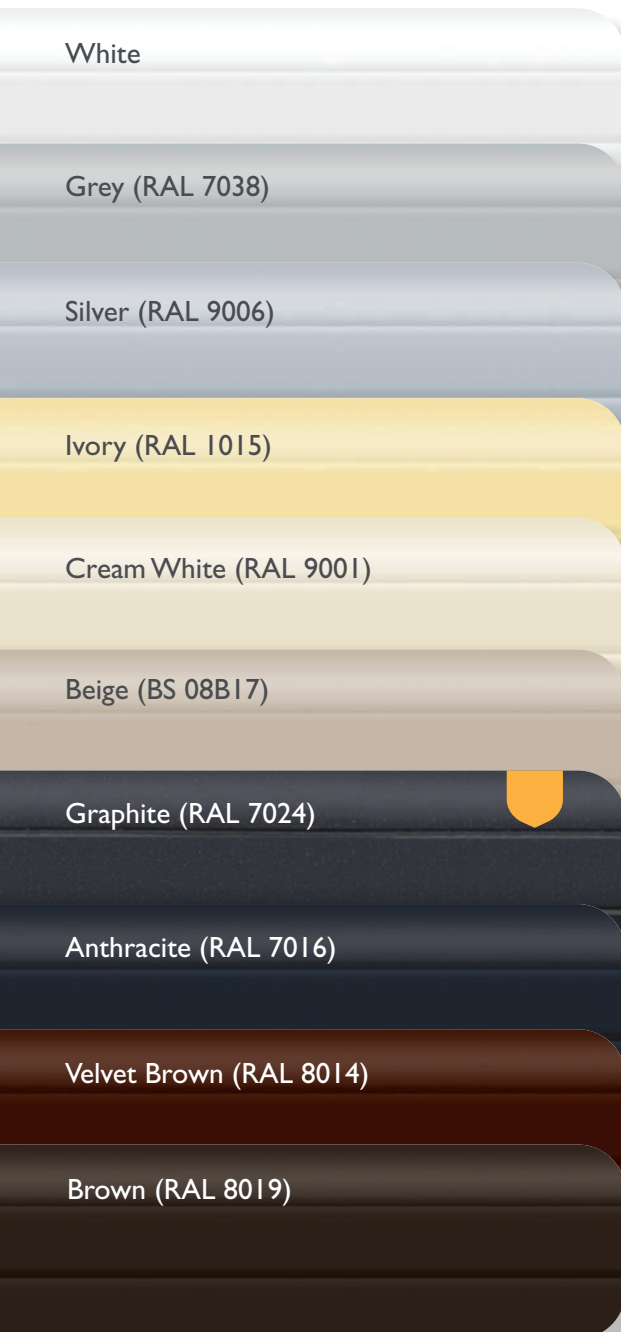 White
Grey (RAL 7038)
Silver (RAL 9006)
Ivory (RAL 1015)
Cream White (RAL 9001)
Beige (BS 08B17)
Graphite (RAL 7024)
Anthracite (RAL 7016)
Velvet Brown (RAL 8014)
Brown (RAL 8019)